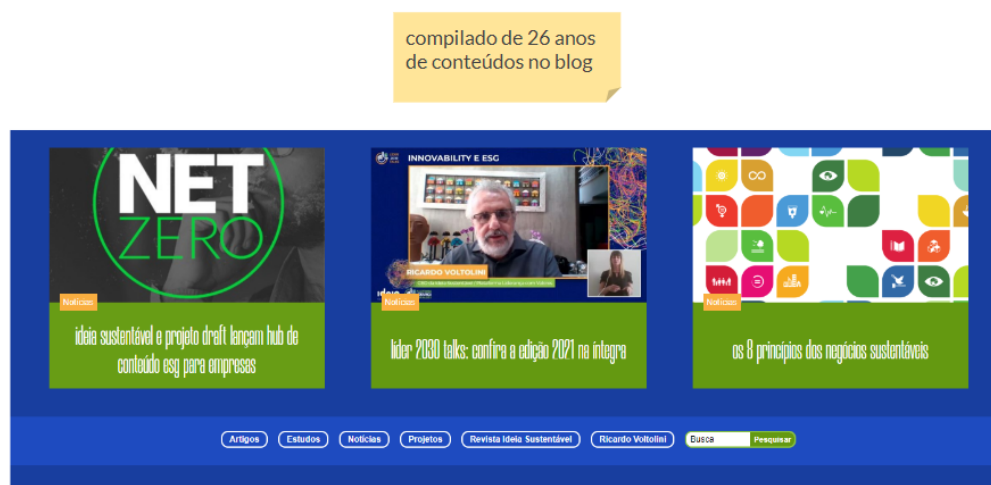 compilado de 26 anos
de conteúdos no blog
NET
ZERO
Notícias
ideia sustentável e projeto draft lançam hub de
conteúdo esg para empresas
INNOVABILITY E ESG
RICARDO VOLTOLINI
Notícias
líder 2030 talks: confira a edição 2021 na íntegra
Notícias
os 8 princípios dos negócios sustentáveis
Artigos
Estudos
Notícias
Projetos
Revista Ideia Sustentável
Ricardo Voltolini
Busca
Pesquisar